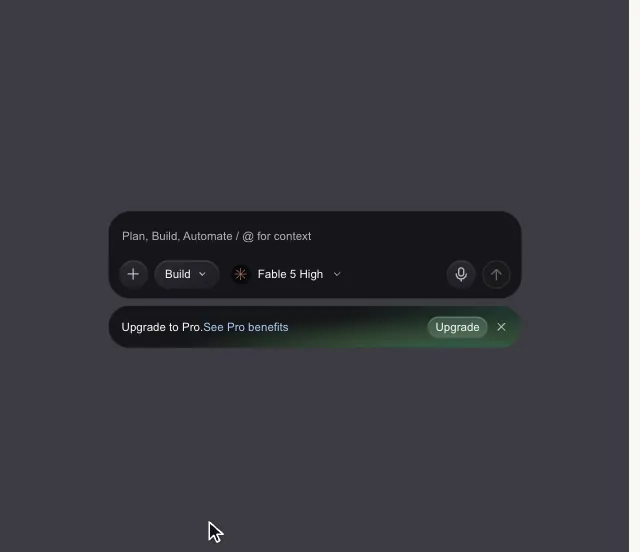 Plan, Build, Automate / @ for context
Build
Fable 5 High
Upgrade to Pro.See Pro benefits
Upgrade